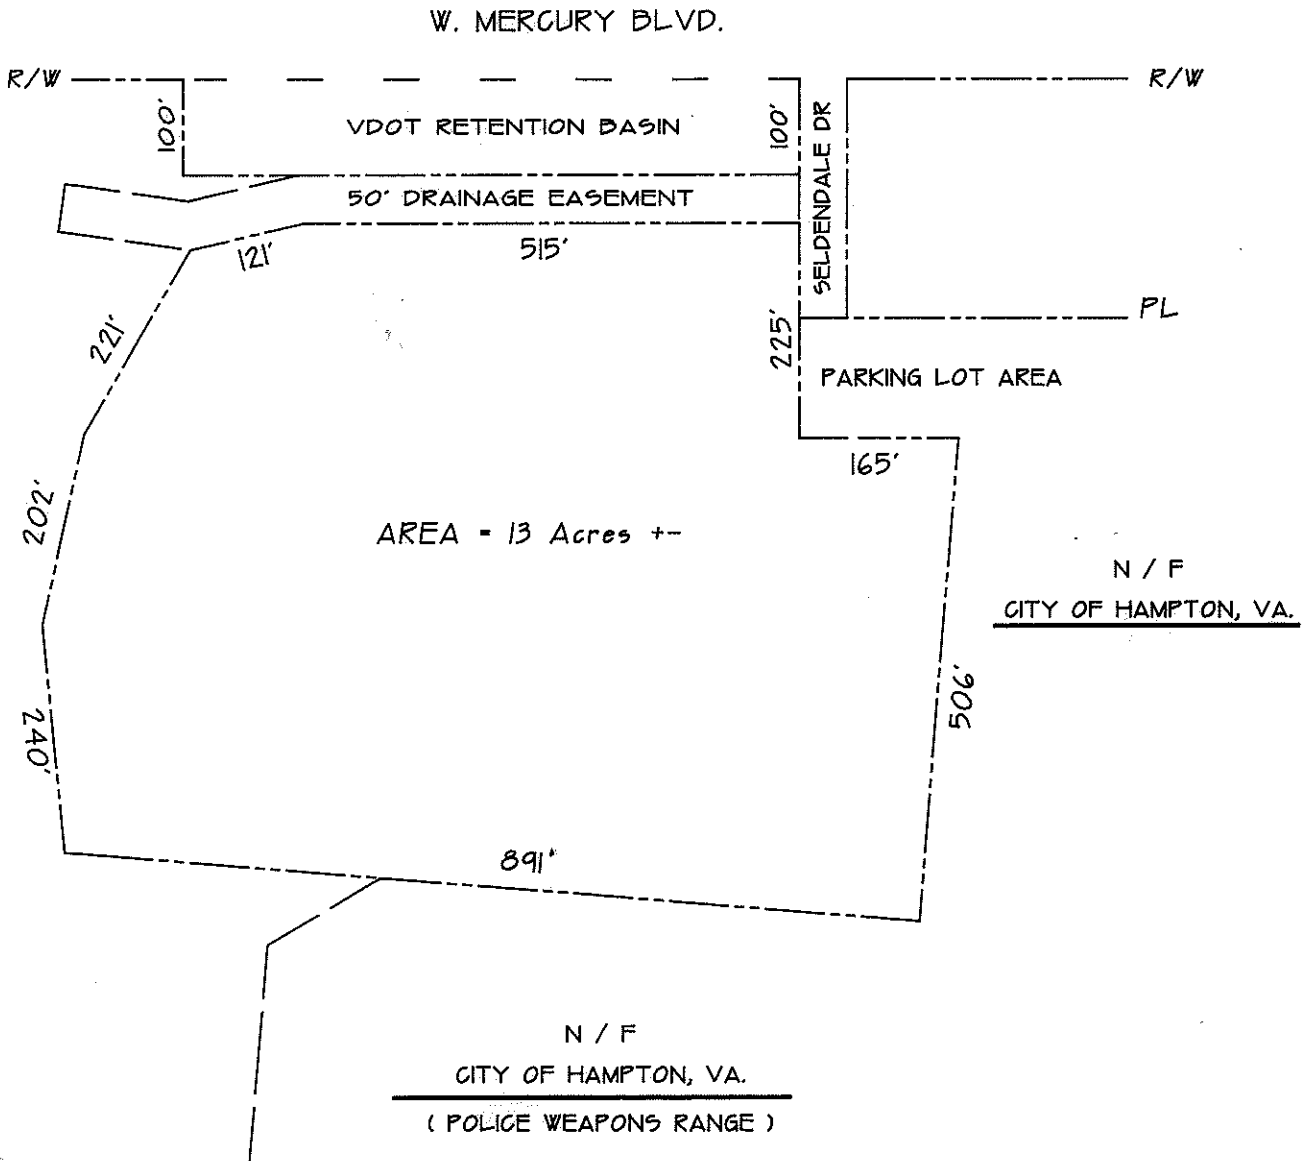 W. MERCURY BLVD.
R/W
R/W
100'
VDOT RETENTION BASIN
100'
SELDENDALE DR
50' DRAINAGE EASEMENT
121'
515'
PL
221'
225'
PARKING LOT AREA
165'
202'
AREA = 13 Acres +-
N / F
CITY OF HAMPTON, VA.
506'
240'
891'
N / F
CITY OF HAMPTON, VA.
( POLICE WEAPONS RANGE )